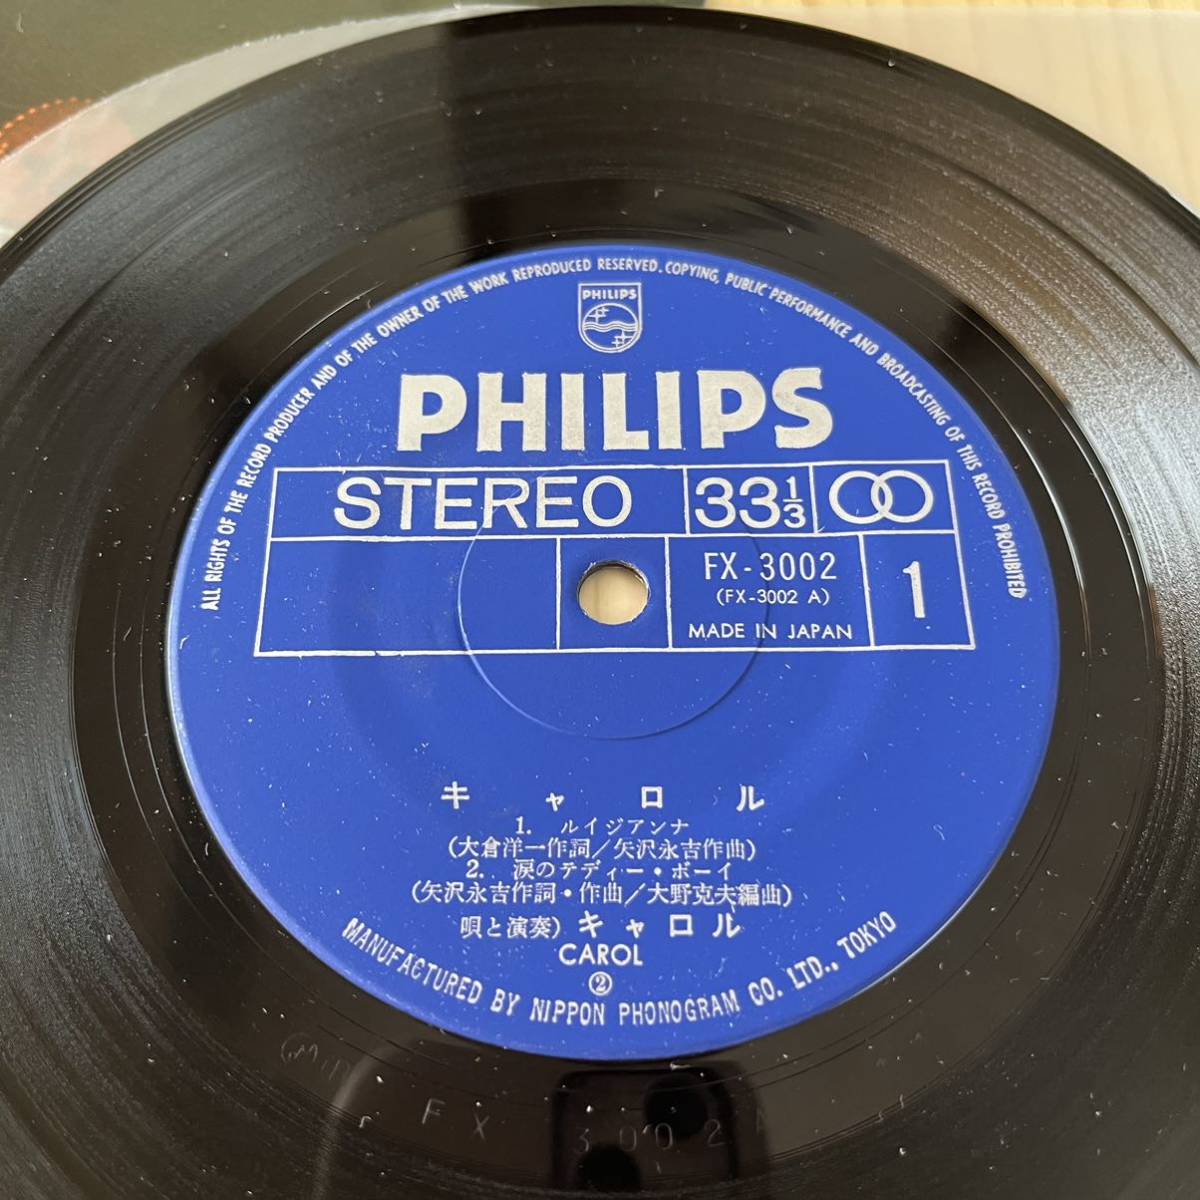 ALL RIGHTS OF THE RECORD PRODUCER AND OF THE OWNER OF THE WORK REPRODUCED RESERVED. COPYING, PUBLIC PERFORMANCE AND BROADCASTING OF THIS RECORD PROHIBITED
PHILIPS
PHILIPS
STEREO 33 1/3
FX-3002
(FX-3002 A)
MADE IN JAPAN
1
キャロル
1. ルイジアンナ
(大倉洋一作詞/矢沢永吉作曲)
2. 涙のテディー・ボーイ
(矢沢永吉作詞・作曲/大野克夫編曲)
唄と演奏) キャロル
CAROL
②
MANUFACTURED BY NIPPON PHONOGRAM CO. LTD., TOKYO
FX 3002